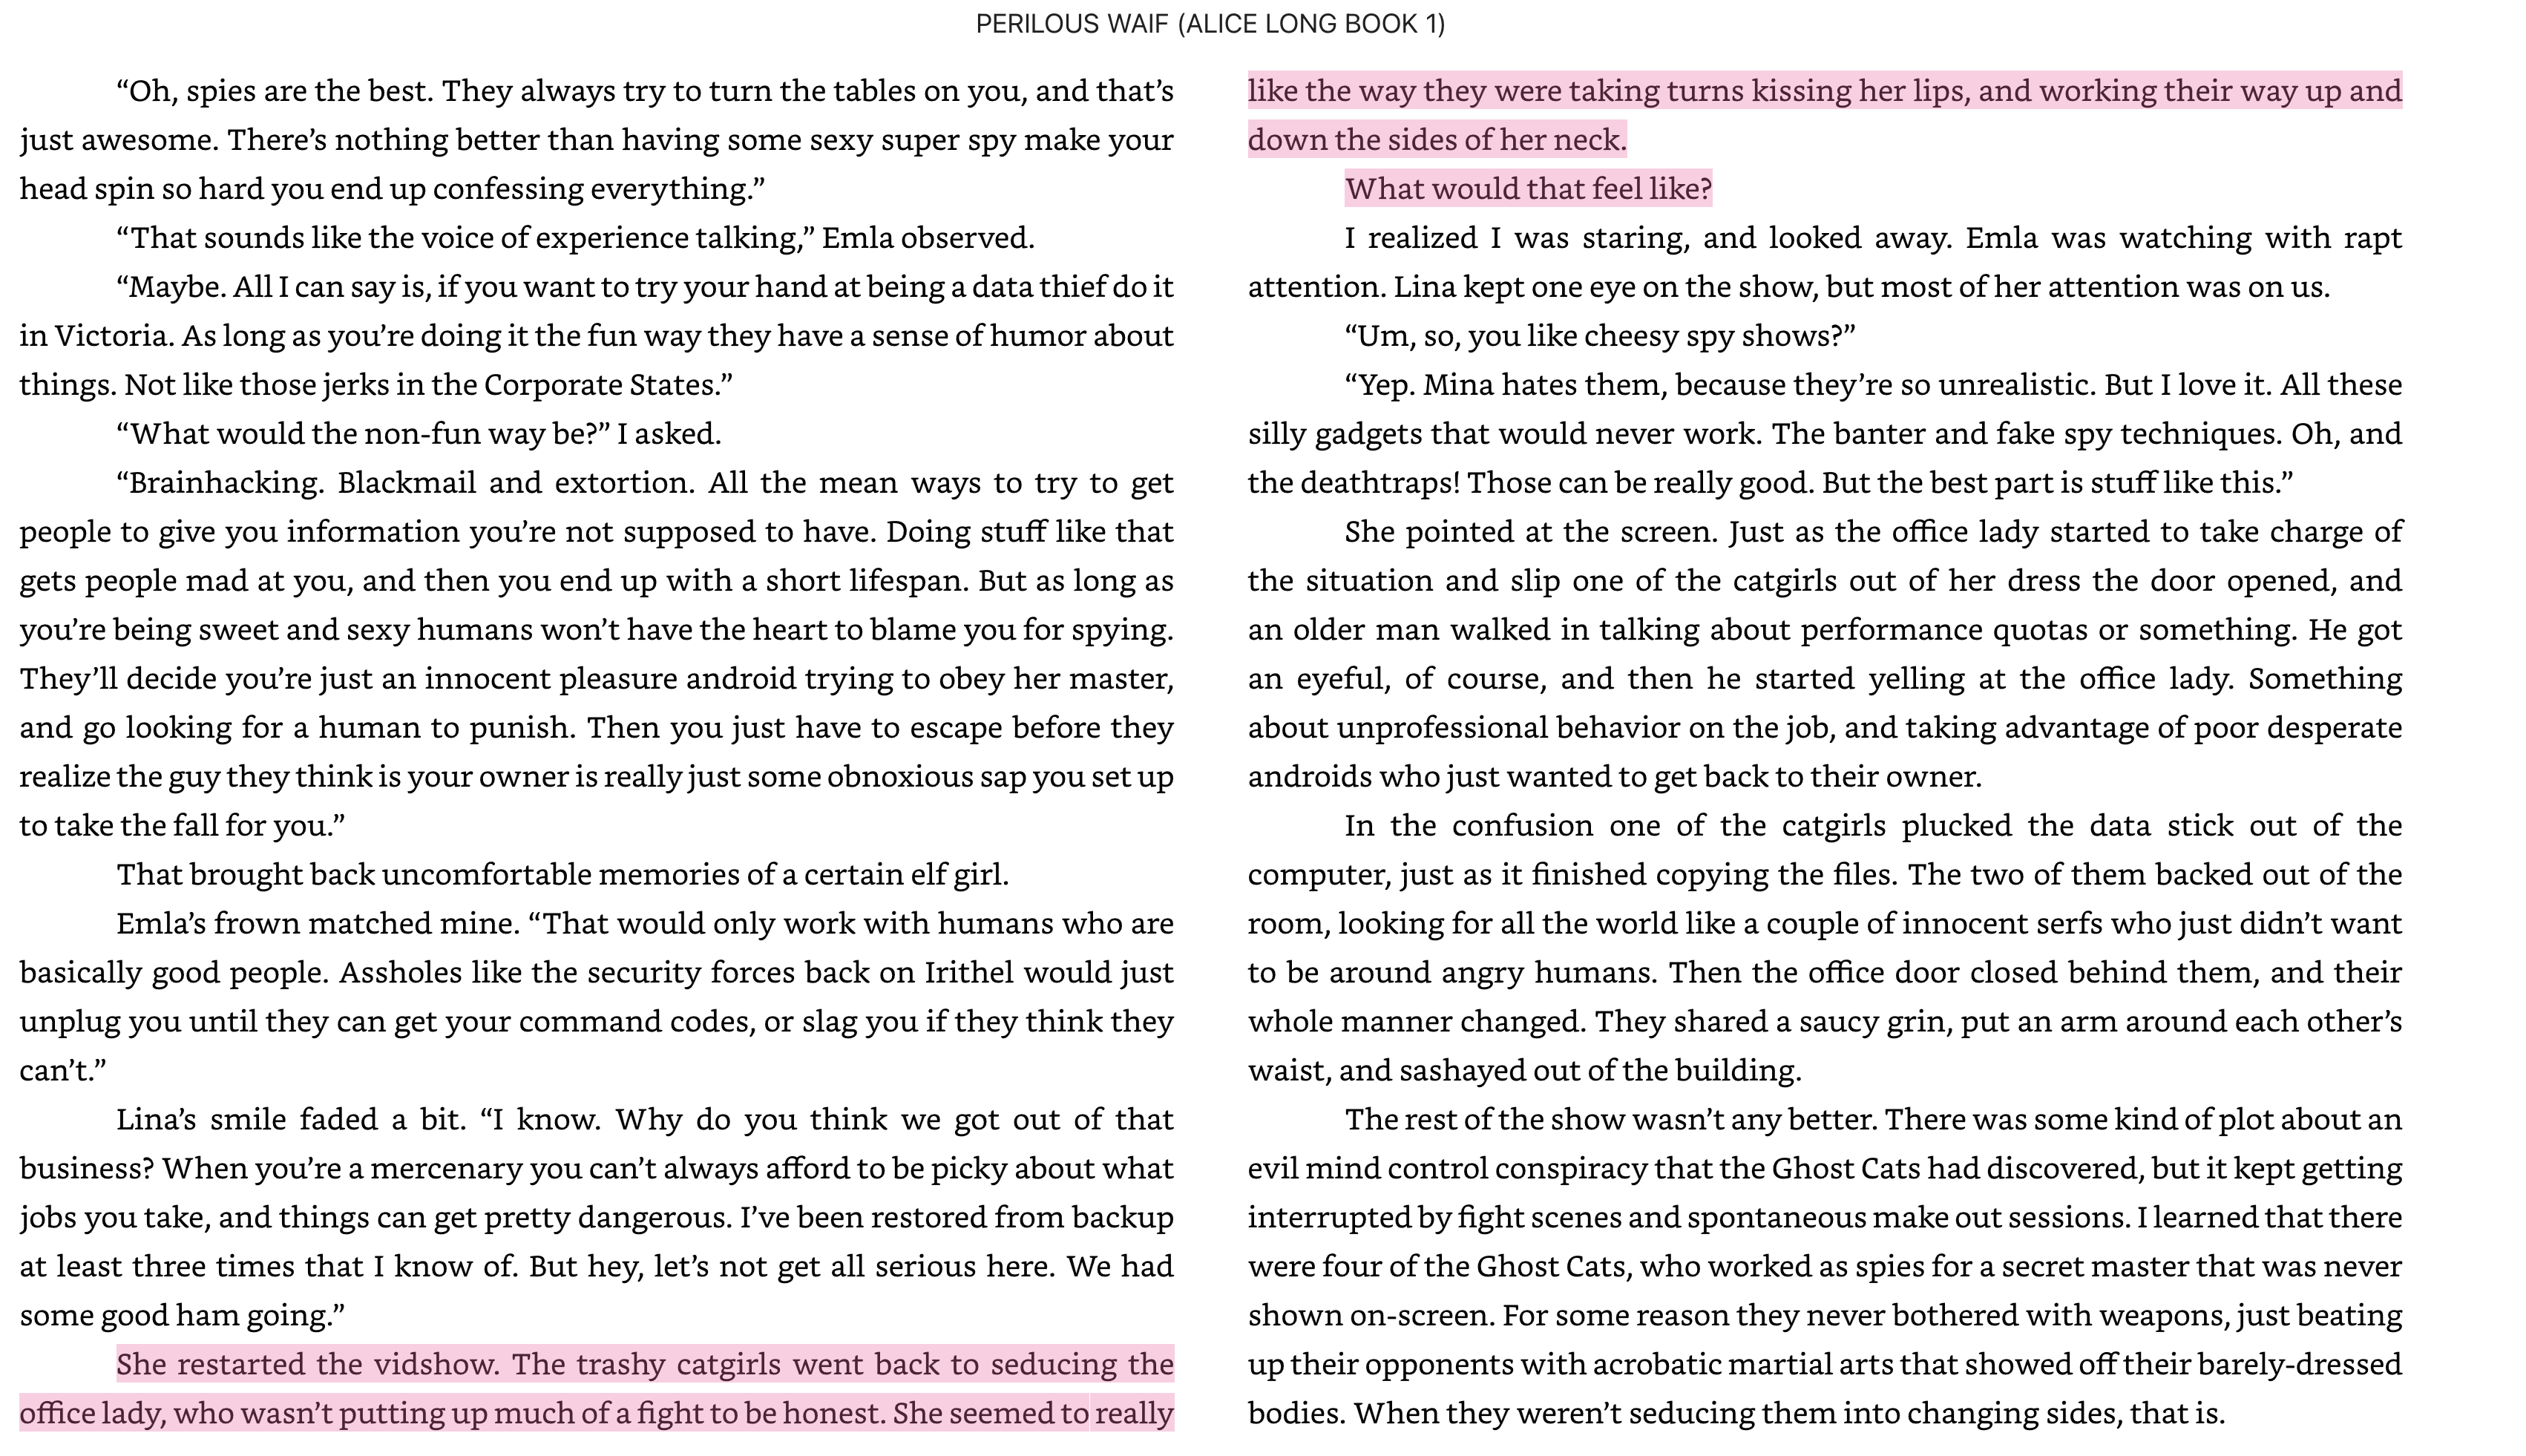 PERILOUS WAIF (ALICE LONG BOOK 1)
“Oh, spies are the best. They always try to turn the tables on you, and that’s
just awesome. There’s nothing better than having some sexy super spy make your
head spin so hard you end up confessing everything.”
“That sounds like the voice of experience talking,” Emla observed.
“Maybe. All I can say is, if you want to try your hand at being a data thief do it
in Victoria. As long as you’re doing it the fun way they have a sense of humor about
things. Not like those jerks in the Corporate States.”
“What would the non-fun way be?” I asked.
“Brainhacking. Blackmail and extortion. All the mean ways to try to get
people to give you information you’re not supposed to have. Doing stuff like that
gets people mad at you, and then you end up with a short lifespan. But as long as
you’re being sweet and sexy humans won’t have the heart to blame you for spying.
They’ll decide you’re just an innocent pleasure android trying to obey her master,
and go looking for a human to punish. Then you just have to escape before they
realize the guy they think is your owner is really just some obnoxious sap you set up
to take the fall for you.”
That brought back uncomfortable memories of a certain elf girl.
Emla’s frown matched mine. “That would only work with humans who are
basically good people. Assholes like the security forces back on Irithel would just
unplug you until they can get your command codes, or slag you if they think they
can’t.”
Lina’s smile faded a bit. “I know. Why do you think we got out of that
business? When you’re a mercenary you can’t always afford to be picky about what
jobs you take, and things can get pretty dangerous. I’ve been restored from backup
at least three times that I know of. But hey, let’s not get all serious here. We had
some good ham going.”
She restarted the vidshow. The trashy catgirls went back to seducing the
office lady, who wasn’t putting up much of a fight to be honest. She seemed to really
like the way they were taking turns kissing her lips, and working their way up and
down the sides of her neck.
What would that feel like?
I realized I was staring, and looked away. Emla was watching with rapt
attention. Lina kept one eye on the show, but most of her attention was on us.
“Um, so, you like cheesy spy shows?”
“Yep. Mina hates them, because they’re so unrealistic. But I love it. All these
silly gadgets that would never work. The banter and fake spy techniques. Oh, and
the deathtraps! Those can be really good. But the best part is stuff like this.”
She pointed at the screen. Just as the office lady started to take charge of
the situation and slip one of the catgirls out of her dress the door opened, and
an older man walked in talking about performance quotas or something. He got
an eyeful, of course, and then he started yelling at the office lady. Something
about unprofessional behavior on the job, and taking advantage of poor desperate
androids who just wanted to get back to their owner.
In the confusion one of the catgirls plucked the data stick out of the
computer, just as it finished copying the files. The two of them backed out of the
room, looking for all the world like a couple of innocent serfs who just didn’t want
to be around angry humans. Then the office door closed behind them, and their
whole manner changed. They shared a saucy grin, put an arm around each other’s
waist, and sashayed out of the building.
The rest of the show wasn’t any better. There was some kind of plot about an
evil mind control conspiracy that the Ghost Cats had discovered, but it kept getting
interrupted by fight scenes and spontaneous make out sessions. I learned that there
were four of the Ghost Cats, who worked as spies for a secret master that was never
shown on-screen. For some reason they never bothered with weapons, just beating
up their opponents with acrobatic martial arts that showed off their barely-dressed
bodies. When they weren’t seducing them into changing sides, that is.